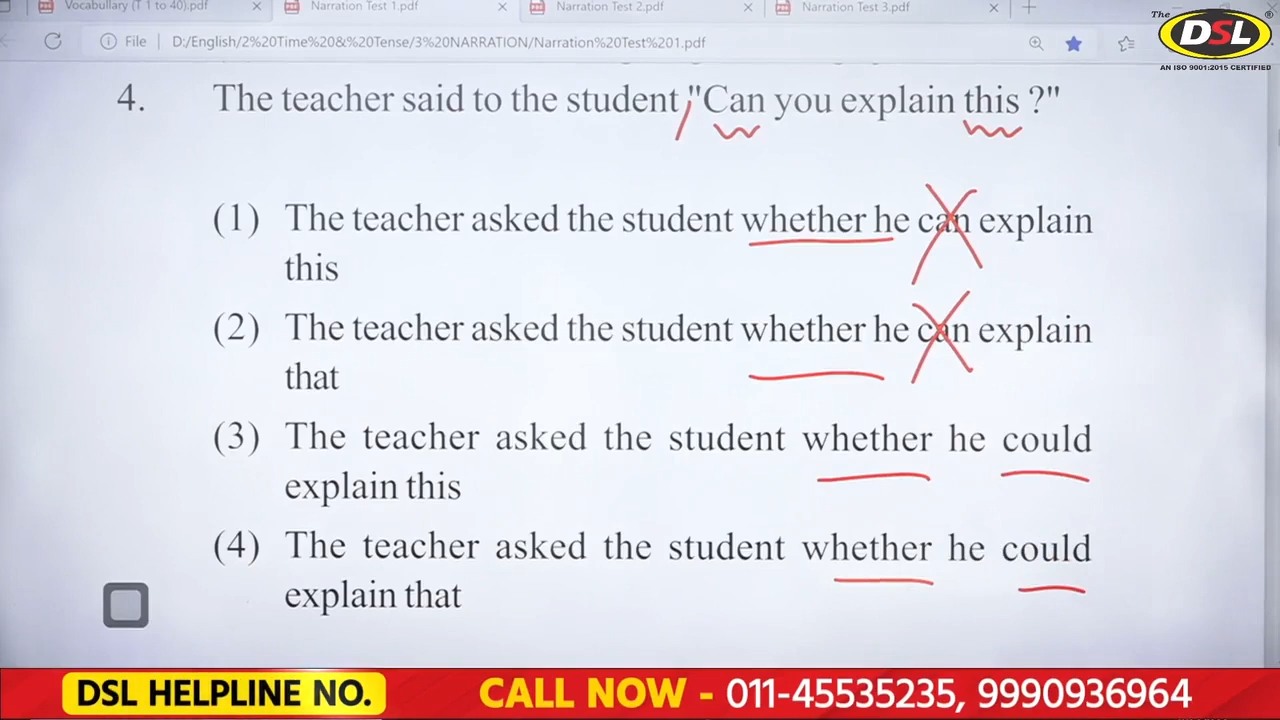 Vocabulary (T 1 to 40).pdf
Narration Test 1.pdf
Narration Test 2.pdf
Narration Test 3.pdf
The
DSL
®
AN ISO 9001:2015 CERTIFIED
File D:/English/2%20Time%20&%20Tense/3%20NARRATION/Narration%20Test%201.pdf
4. The teacher said to the student "Can you explain this ?"
(1) The teacher asked the student whether he can explain
this
(2) The teacher asked the student whether he can explain
that
(3) The teacher asked the student whether he could
explain this
(4) The teacher asked the student whether he could
explain that
DSL HELPLINE NO. CALL NOW - 011-45535235, 9990936964